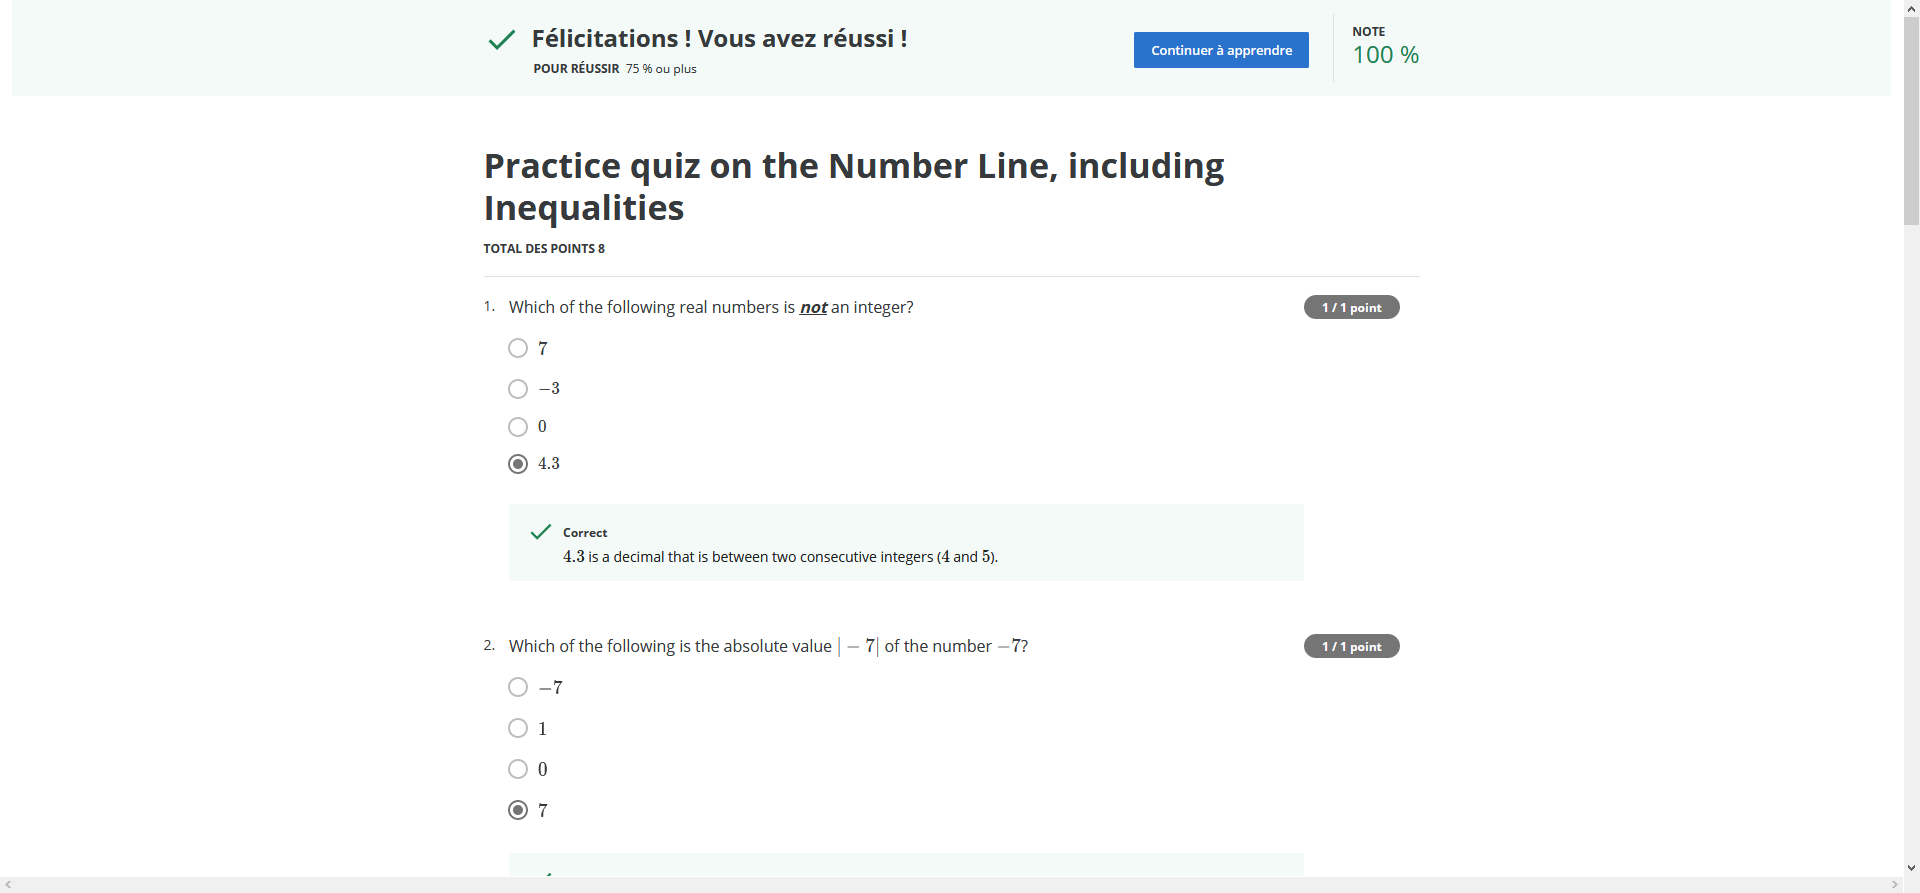 Félicitations ! Vous avez réussi !
POUR RÉUSSIR 75 % ou plus
Continuer à apprendre
NOTE
100 %
Practice quiz on the Number Line, including
Inequalities
TOTAL DES POINTS 8
1. Which of the following real numbers is not an integer?
1 / 1 point
7
−3
0
4.3
Correct
4.3 is a decimal that is between two consecutive integers (4 and 5).
2. Which of the following is the absolute value | − 7| of the number −7?
1 / 1 point
−7
1
0
7